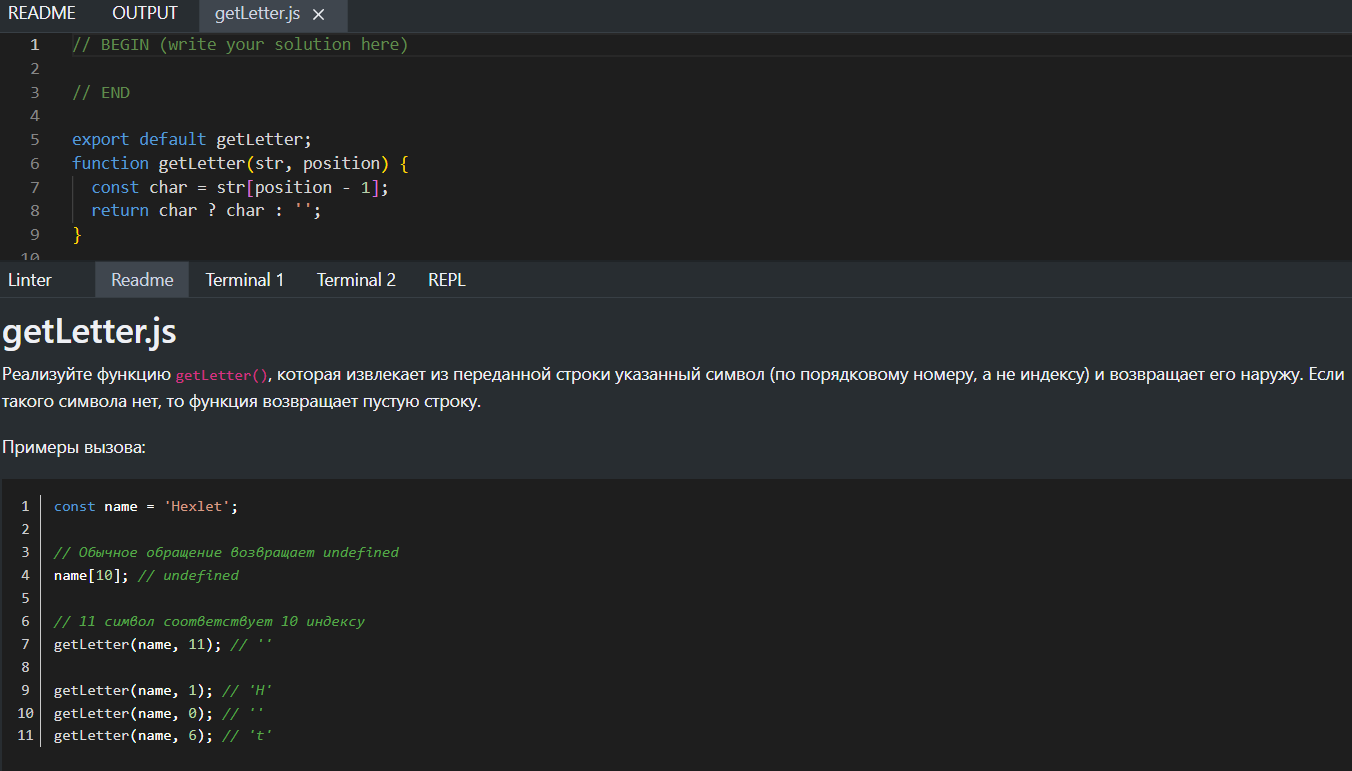 README OUTPUT getLetter.js ×
1 // BEGIN (write your solution here)
2
3 // END
4
5 export default getLetter;
6 function getLetter(str, position) {
7 const char = str[position - 1];
8 return char ? char : '';
9 }
10
Linter Readme Terminal 1 Terminal 2 REPL
getLetter.js
Реализуйте функцию getLetter(), которая извлекает из переданной строки указанный символ (по порядковому номеру, а не индексу) и возвращает его наружу. Если
такого символа нет, то функция возвращает пустую строку.
Примеры вызова:
1 const name = 'Hexlet';
2
3 // Обычное обращение возвращает undefined
4 name[10]; // undefined
5
6 // 11 символ соответствует 10 индексу
7 getLetter(name, 11); // ''
8
9 getLetter(name, 1); // 'H'
10 getLetter(name, 0); // ''
11 getLetter(name, 6); // 't'